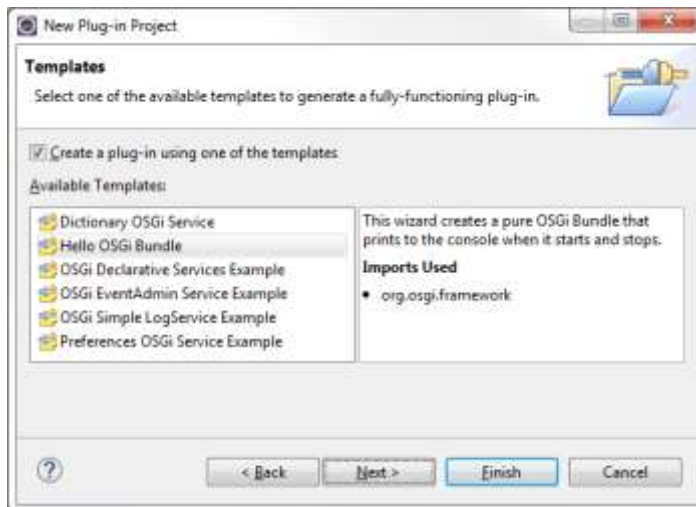 New Plug-in Project
Templates
Select one of the available templates to generate a fully-functioning plug-in.
Create a plug-in using one of the templates
Available Templates:
Dictionary OSGi Service
Hello OSGi Bundle
OSGi Declarative Services Example
OSGi EventAdmin Service Example
OSGi Simple LogService Example
Preferences OSGi Service Example
This wizard creates a pure OSGi Bundle that
prints to the console when it starts and stops.
Imports Used
• org.osgi.framework
?
< Back
Next >
Finish
Cancel